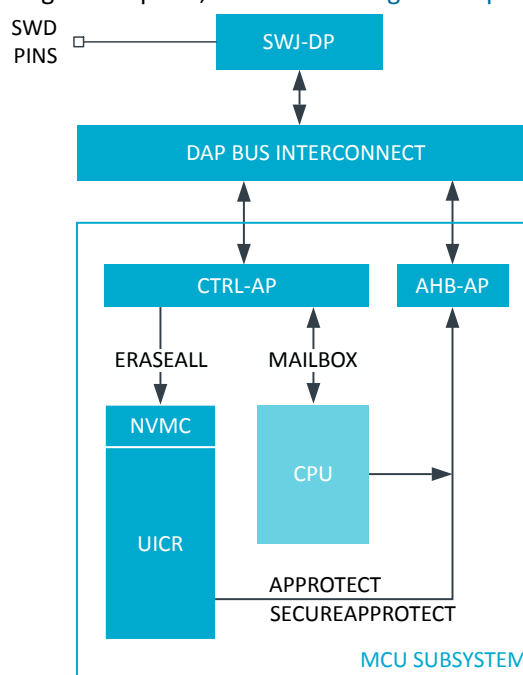 SWD
PINS
SWJ-DP
DAP BUS INTERCONNECT
CTRL-AP
AHB-AP
ERASEALL
MAILBOX
NVMC
CPU
UICR
APPROTECT
SECUREAPPROTECT
MCU SUBSYSTEM